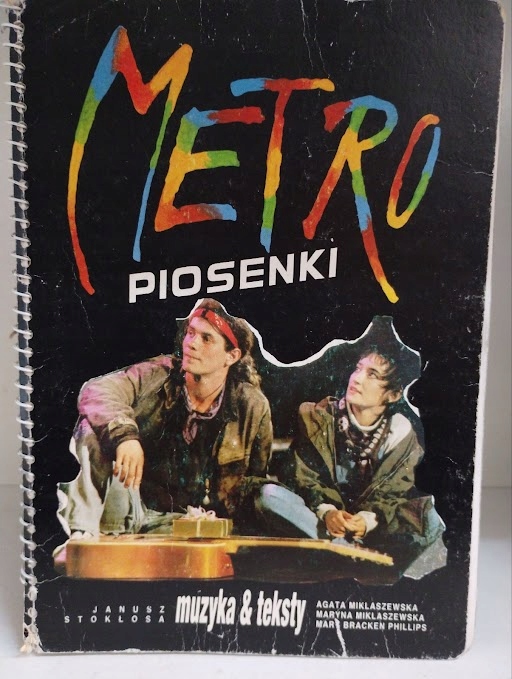 METRO
PIOSENKI
JANUSZ
STOKŁOSA
muzyka & teksty
AGATA MIKLASZEWSKA
MARYNA MIKLASZEWSKA
MARY BRACKEN PHILLIPS